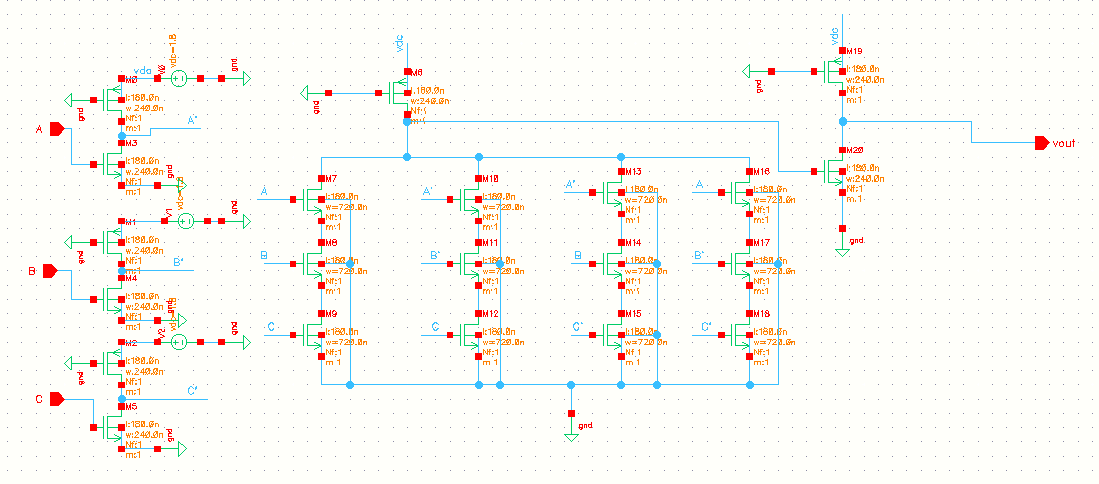 vdd
M0
l:180.0n
w:240.0n
Nf:1
m:1
V0
vdc=1.8
gnd
gnd
A
A*
M3
l:180.0n
w:240.0n
Nf:1
m:1
gnd
M1
l:180.0n
w:240.0n
Nf:1
m:1
V1
gnd
gnd
B
B*
M4
l:180.0n
w:240.0n
Nf:1
m:1
gnd
M2
l:180.0n
w:240.0n
Nf:1
m:1
V2
gnd
gnd
C
C*
M5
l:180.0n
w:240.0n
Nf:1
m:1
gnd
M6
l:180.0n
w:240.0n
Nf:1
gnd
A
M7
l:180.0n
w=720.0n
Nf:1
m:1
B
M8
l:180.0n
w=720.0n
Nf:1
m:1
C
M9
l:180.0n
w=720.0n
Nf:1
m:1
M10
l:180.0n
w=720.0n
Nf:1
m:1
B*
M11
l:180.0n
w=720.0n
Nf:1
m:1
C
M12
l:180.0n
w=720.0n
Nf:1
m:1
A*
M13
l:180.0n
w=720.0n
Nf:1
m:1
B
M14
l:180.0n
w=720.0n
Nf:1
C*
M15
l:180.0n
w=720.0n
Nf:1
m:1
A
M16
l:180.0n
w=720.0n
Nf:1
m:1
B*
M17
l:180.0n
w=720.0n
Nf:1
m:1
C*
M18
l:180.0n
w=720.0n
Nf:1
m:1
gnd
M19
l:180.0n
w:240.0n
Nf:1
m:1
gnd
M20
l:180.0n
w:240.0n
Nf:1
m:1
gnd
vout